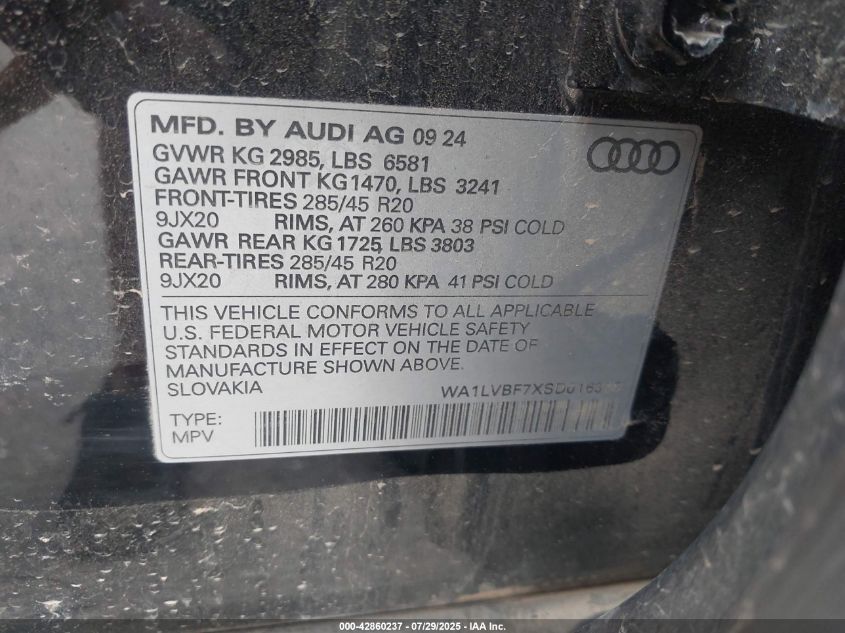 MFD. BY AUDI AG 09 24
GVWR KG 2985, LBS 6581
GAWR FRONT KG1470, LBS 3241
FRONT-TIRES 285/45 R20
9JX20 RIMS, AT 260 KPA 38 PSI COLD
GAWR REAR KG 1725, LBS 3803
REAR-TIRES 285/45 R20
9JX20 RIMS, AT 280 KPA 41 PSI COLD
THIS VEHICLE CONFORMS TO ALL APPLICABLE
U.S. FEDERAL MOTOR VEHICLE SAFETY
STANDARDS IN EFFECT ON THE DATE OF
MANUFACTURE SHOWN ABOVE.
SLOVAKIA
TYPE:
MPV
000-42860237 - 07/29/2025 - IAA Inc.